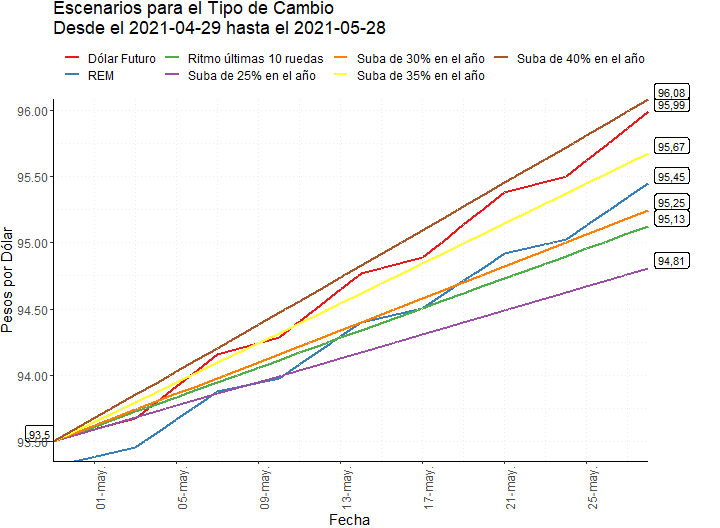 Escenarios para el Tipo de Cambio
Desde el 2021-04-29 hasta el 2021-05-28
Dólar Futuro
Ritmo últimas 10 ruedas
Suba de 30% en el año
Suba de 40% en el año
REM
Suba de 25% en el año
Suba de 35% en el año
96,08
95,99
95,67
95,45
95,25
95,13
94,81
93,5
96.00
95.50
95.00
94.50
94.00
93.50
Pesos por Dólar
01-may.
05-may.
09-may.
13-may.
17-may.
21-may.
25-may.
Fecha